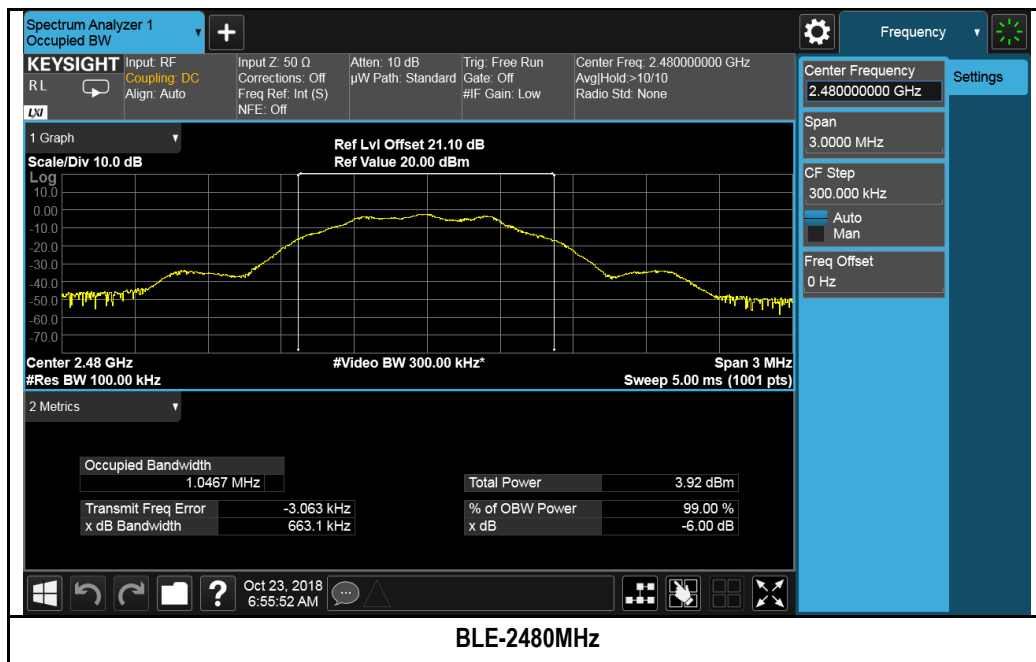 Spectrum Analyzer 1
Occupied BW
+
Frequency
KEYSIGHT
RL
LXI
Input: RF
Coupling: DC
Align: Auto
Input Z: 50 Ω
Corrections: Off
Freq Ref: Int (S)
NFE: Off
Atten: 10 dB
µW Path: Standard
Trig: Free Run
Gate: Off
#IF Gain: Low
Center Freq: 2.480000000 GHz
Avg|Hold:>10/10
Radio Std: None
Center Frequency
2.480000000 GHz
Settings
Span
3.0000 MHz
CF Step
300.000 kHz
Auto
Man
Freq Offset
0 Hz
1 Graph
Scale/Div 10.0 dB
Ref Lvl Offset 21.10 dB
Ref Value 20.00 dBm
Log
10.0
0.00
-10.0
-20.0
-30.0
-40.0
-50.0
-60.0
-70.0
Center 2.48 GHz
#Video BW 300.00 kHz*
Span 3 MHz
#Res BW 100.00 kHz
Sweep 5.00 ms (1001 pts)
2 Metrics
Occupied Bandwidth
1.0467 MHz
Total Power 3.92 dBm
Transmit Freq Error -3.063 kHz
% of OBW Power 99.00 %
x dB Bandwidth 663.1 kHz
x dB -6.00 dB
?
Oct 23, 2018
6:55:52 AM
BLE-2480MHz